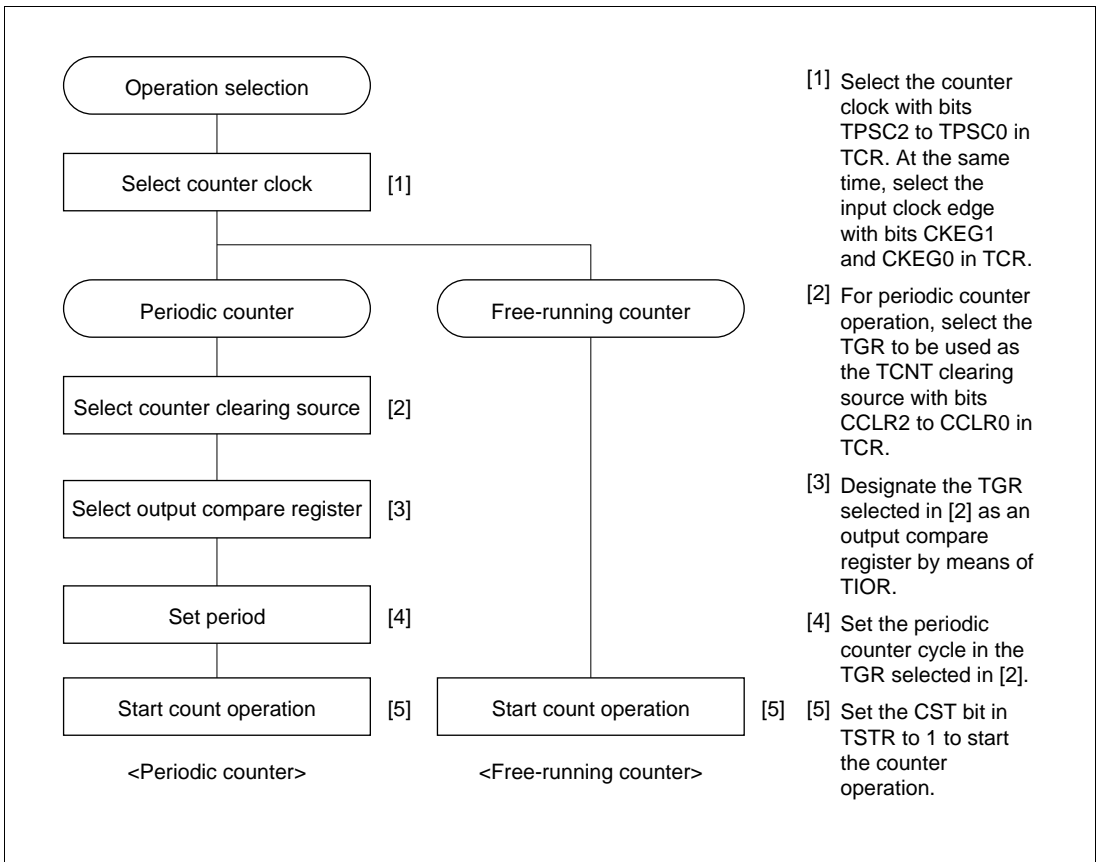 Operation selection
Select counter clock [1]
Periodic counter
Free-running counter
Select counter clearing source [2]
Select output compare register [3]
Set period [4]
Start count operation [5]
Start count operation [5]
<Periodic counter>
<Free-running counter>
[1] Select the counter
clock with bits
TPSC2 to TPSC0 in
TCR. At the same
time, select the
input clock edge
with bits CKEG1
and CKEG0 in TCR.
[2] For periodic counter
operation, select the
TGR to be used as
the TCNT clearing
source with bits
CCLR2 to CCLR0 in
TCR.
[3] Designate the TGR
selected in [2] as an
output compare
register by means of
TIOR.
[4] Set the periodic
counter cycle in the
TGR selected in [2].
[5] Set the CST bit in
TSTR to 1 to start
the counter
operation.